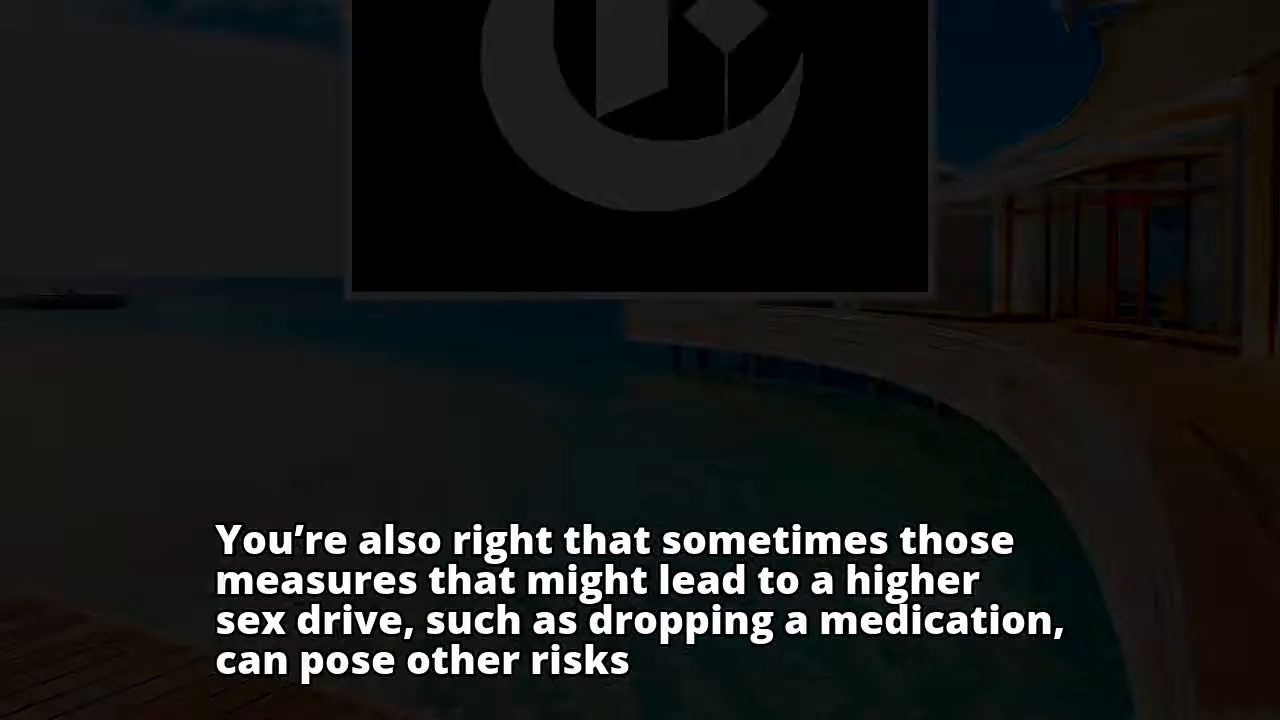 You’re also right that sometimes those
measures that might lead to a higher
sex drive, such as dropping a medication,
can pose other risks